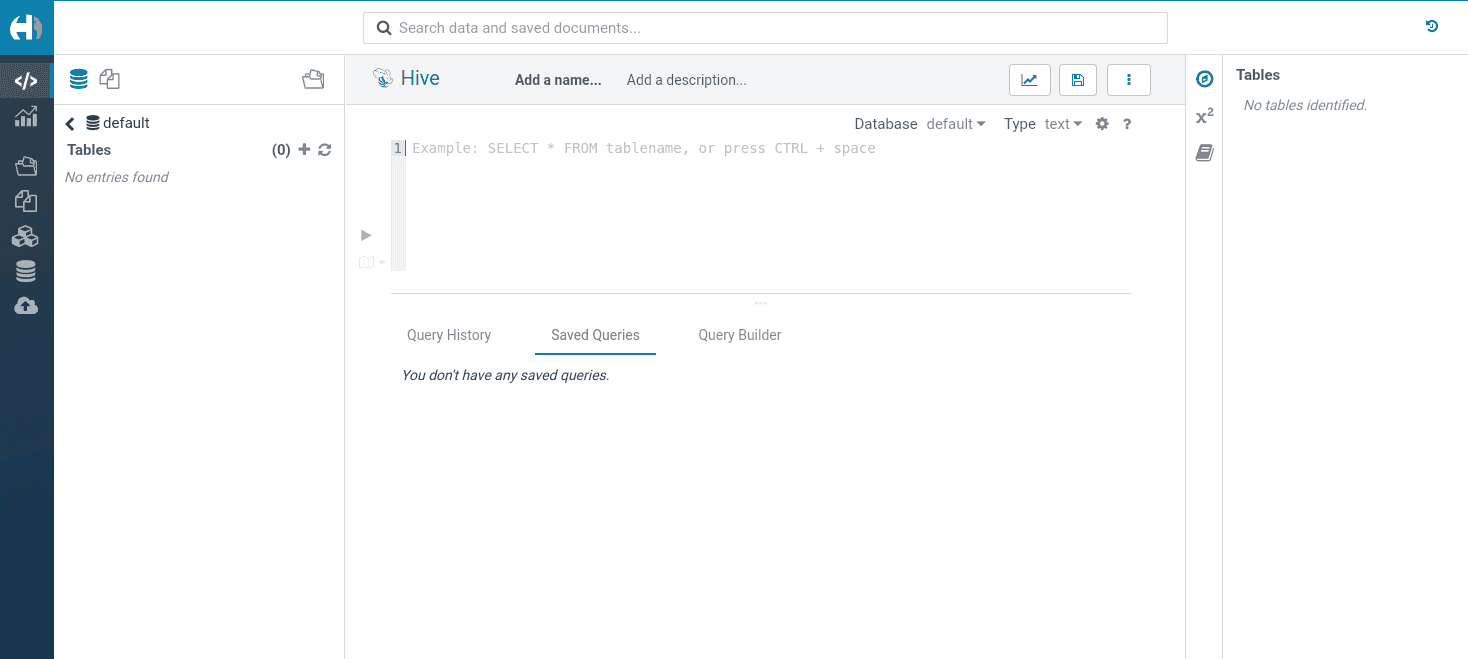 Search data and saved documents...
Hive
Add a name...
Add a description...
Tables
No tables identified.
x²
default
Tables (0)
No entries found
Database default Type text ?
1 Example: SELECT * FROM tablename, or press CTRL + space
Query History Saved Queries Query Builder
You don't have any saved queries.